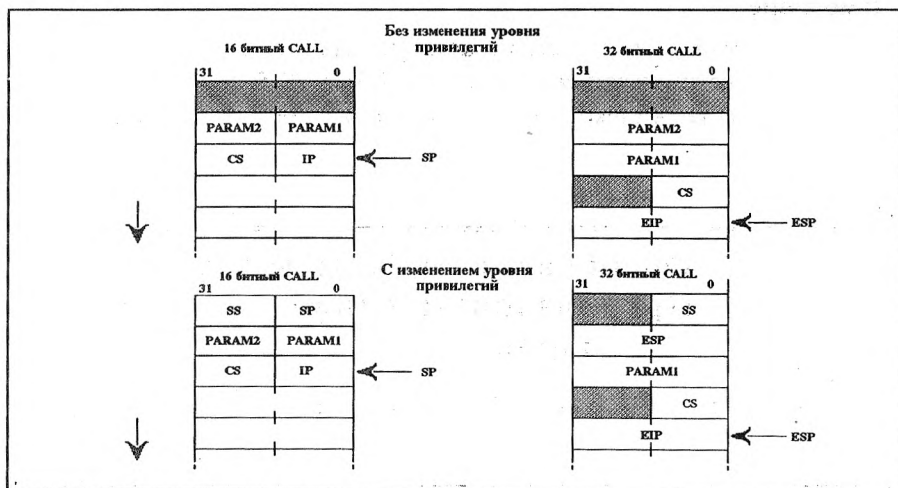 Без изменения уровня
привилегий
16 битный CALL
31 0
PARAM2 PARAM1
CS IP
SP
32 битный CALL
31 0
PARAM2
PARAM1
CS
EIP
ESP
С изменением уровня
привилегий
16 битный CALL
31 0
SS SP
PARAM2 PARAM1
CS IP
SP
32 битный CALL
31 0
SS
ESP
PARAM1
CS
EIP
ESP